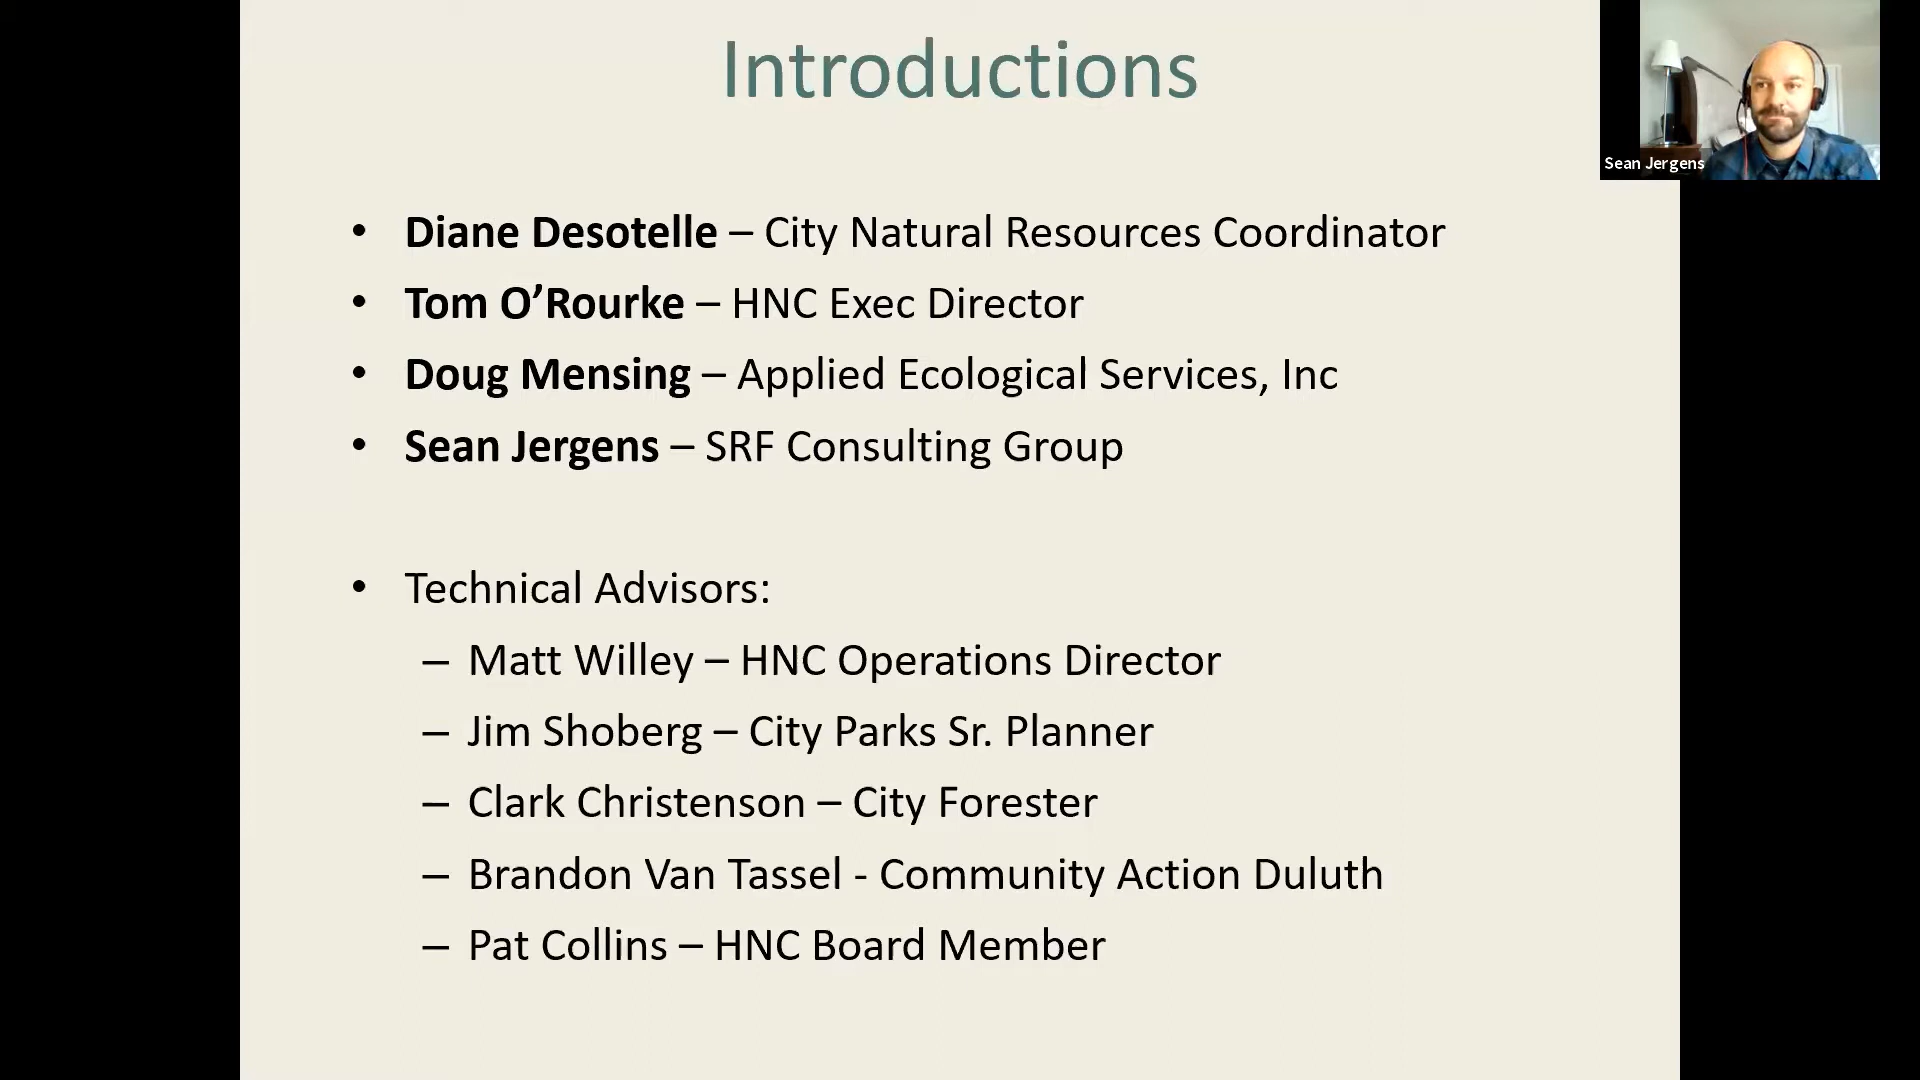 Introductions
Sean Jergens
• Diane Desotelle – City Natural Resources Coordinator
• Tom O’Rourke – HNC Exec Director
• Doug Mensing – Applied Ecological Services, Inc
• Sean Jergens – SRF Consulting Group
• Technical Advisors:
– Matt Willey – HNC Operations Director
– Jim Shoberg – City Parks Sr. Planner
– Clark Christenson – City Forester
– Brandon Van Tassel - Community Action Duluth
– Pat Collins – HNC Board Member